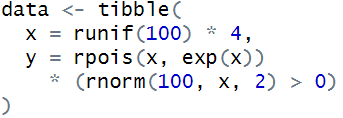 data <- tibble(
  x = runif(100) * 4,
  y = rpois(x, exp(x))
    * (rnorm(100, x, 2) > 0)
)